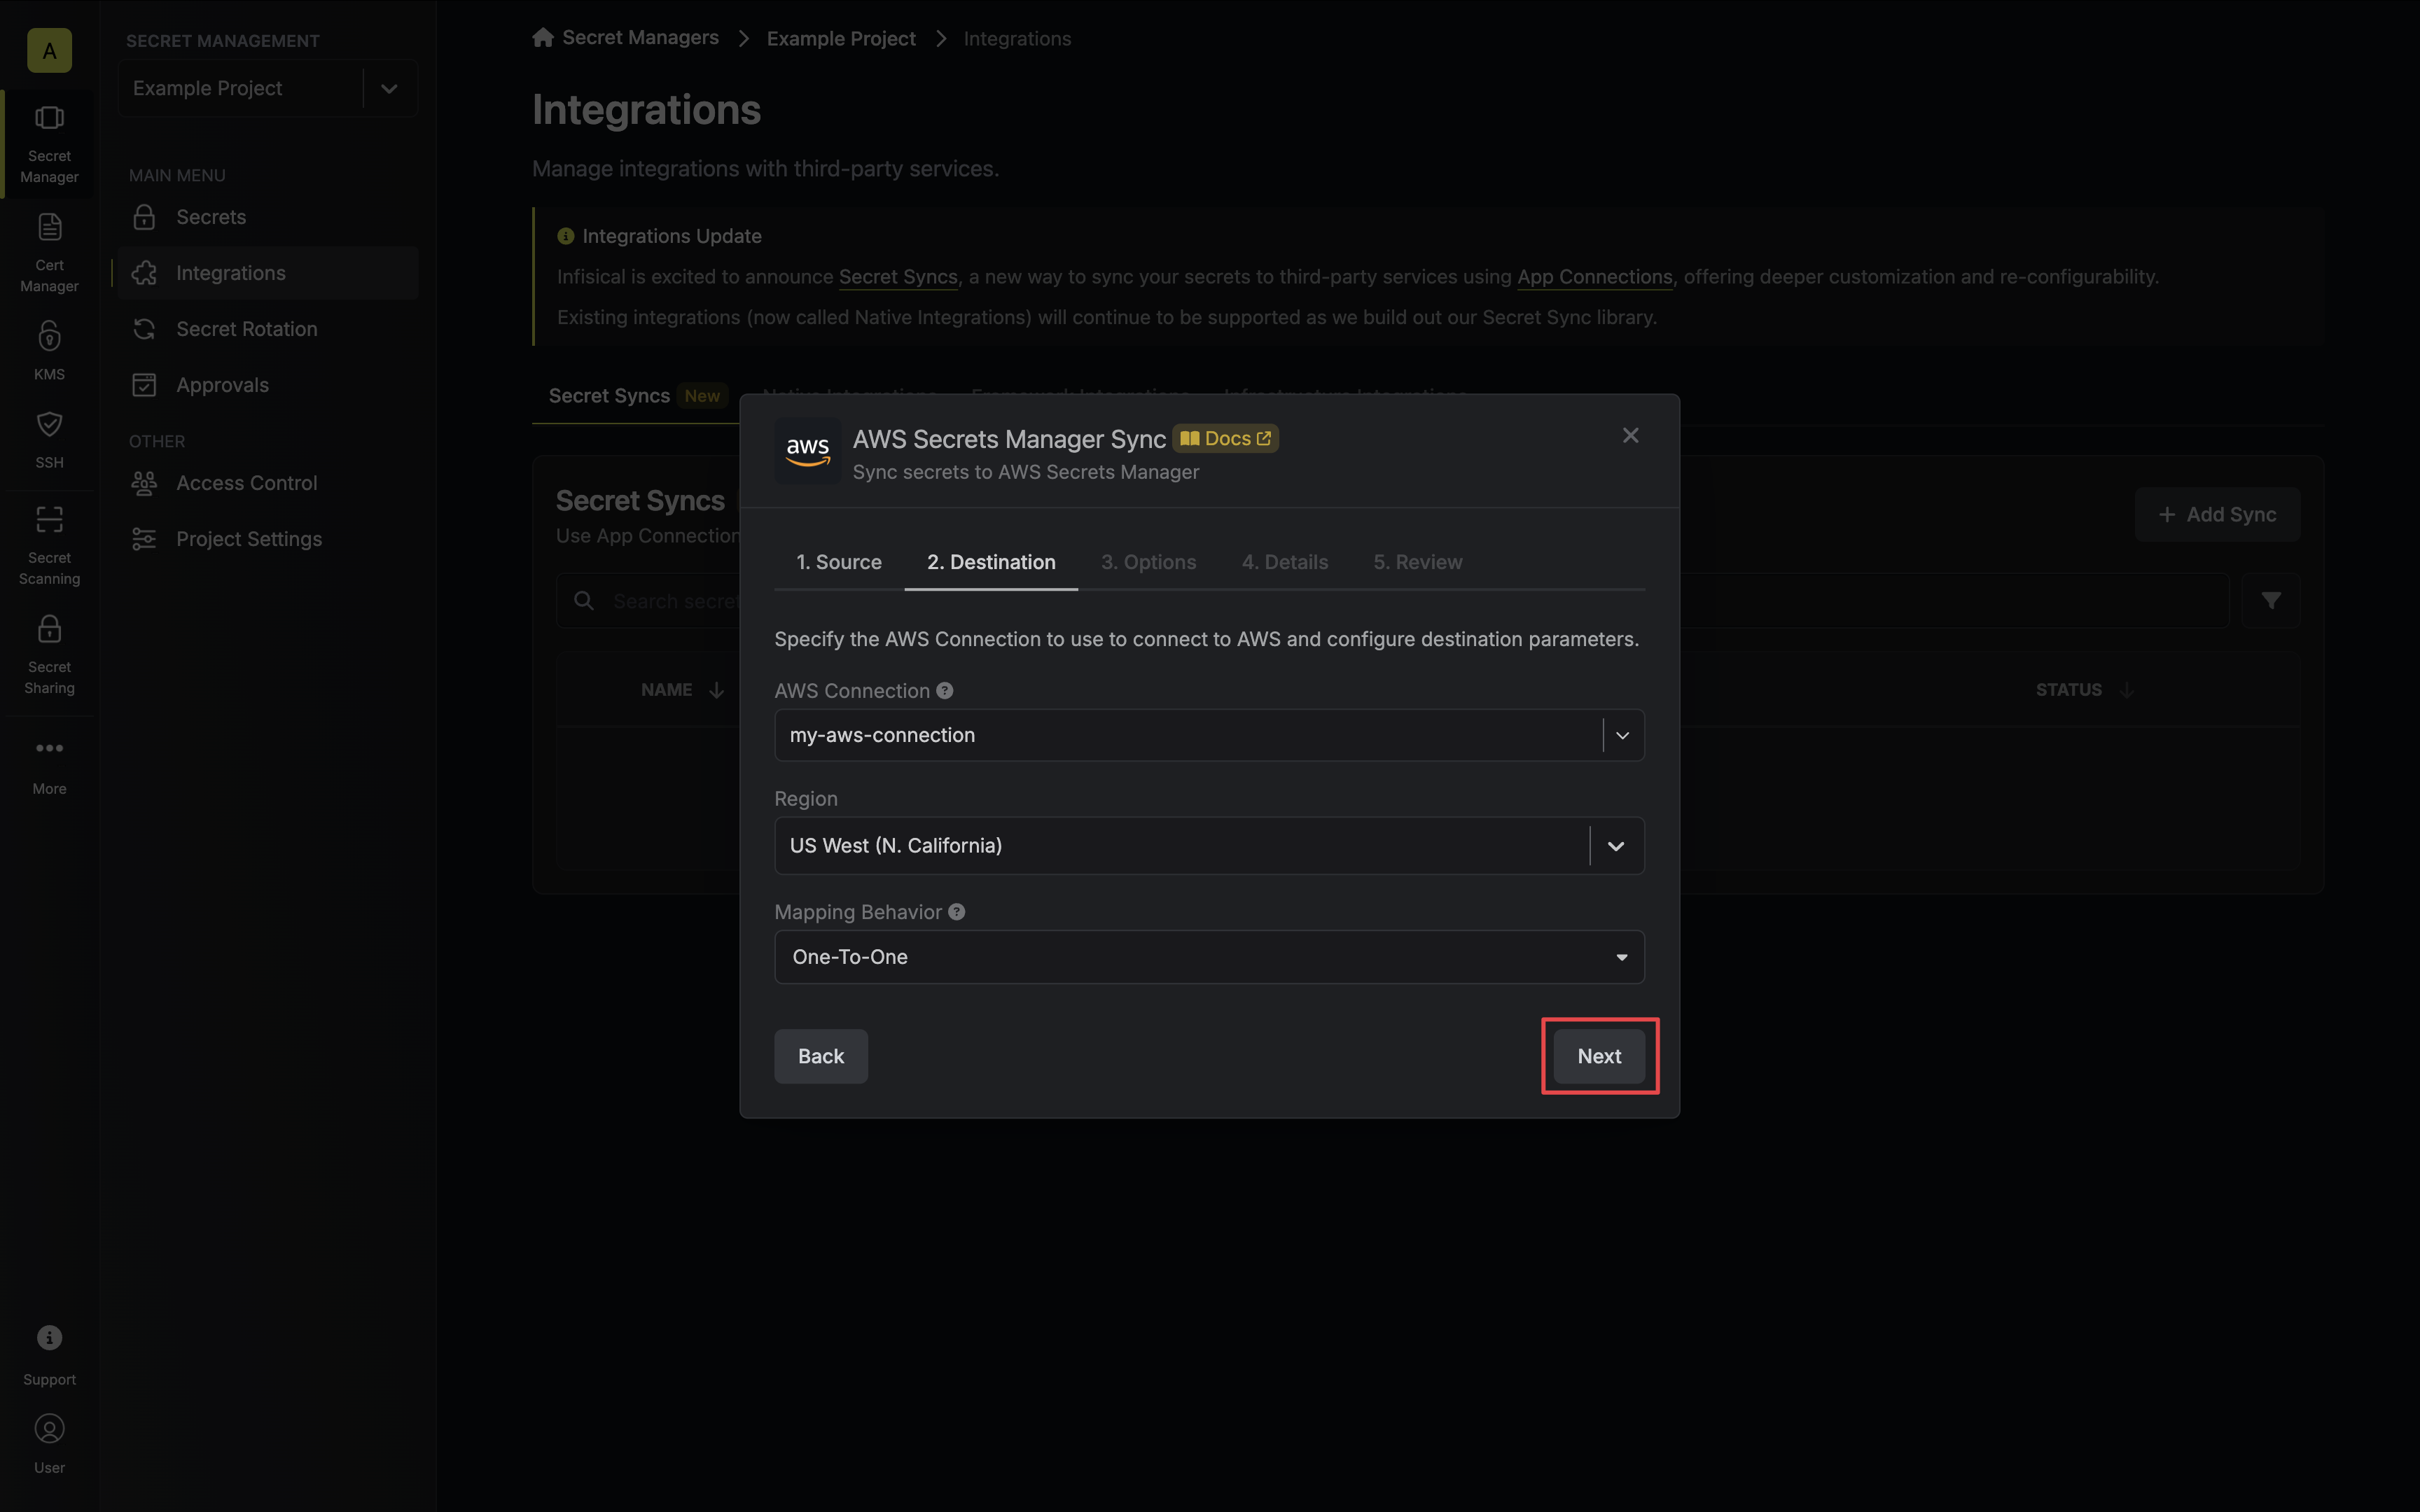 A
Secret
Manager
Cert
Manager
KMS
SSH
Secret
Scanning
Secret
Sharing
More
Support
User
SECRET MANAGEMENT
Example Project
MAIN MENU
Secrets
Integrations
Secret Rotation
Approvals
OTHER
Access Control
Project Settings
Secret Managers > Example Project > Integrations
Integrations
Manage integrations with third-party services.
Integrations Update
Infisical is excited to announce Secret Syncs, a new way to sync your secrets to third-party services using App Connections, offering deeper customization and re-configurability.
Existing integrations (now called Native Integrations) will continue to be supported as we build out our Secret Sync library.
Secret Syncs New Native Integrations Framework Integrations Infrastructure Integrations
Secret Syncs
+ Add Sync
Use App Connection
Search secre
NAME
STATUS
aws
AWS Secrets Manager Sync Docs
Sync secrets to AWS Secrets Manager
1. Source 2. Destination 3. Options 4. Details 5. Review
Specify the AWS Connection to use to connect to AWS and configure destination parameters.
AWS Connection ?
my-aws-connection
Region
US West (N. California)
Mapping Behavior ?
One-To-One
Back
Next